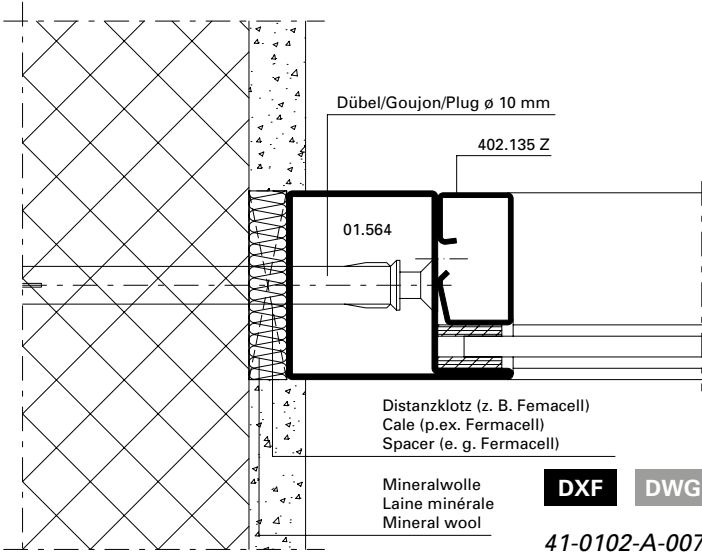 Dübel/Goujon/Plug ø 10 mm
402.135 Z
01.564
Distanzklotz (z. B. Femacell)
Cale (p.ex. Fermacell)
Spacer (e. g. Fermacell)
Mineralwolle
Laine minérale
Mineral wool
DXF DWG
41-0102-A-007